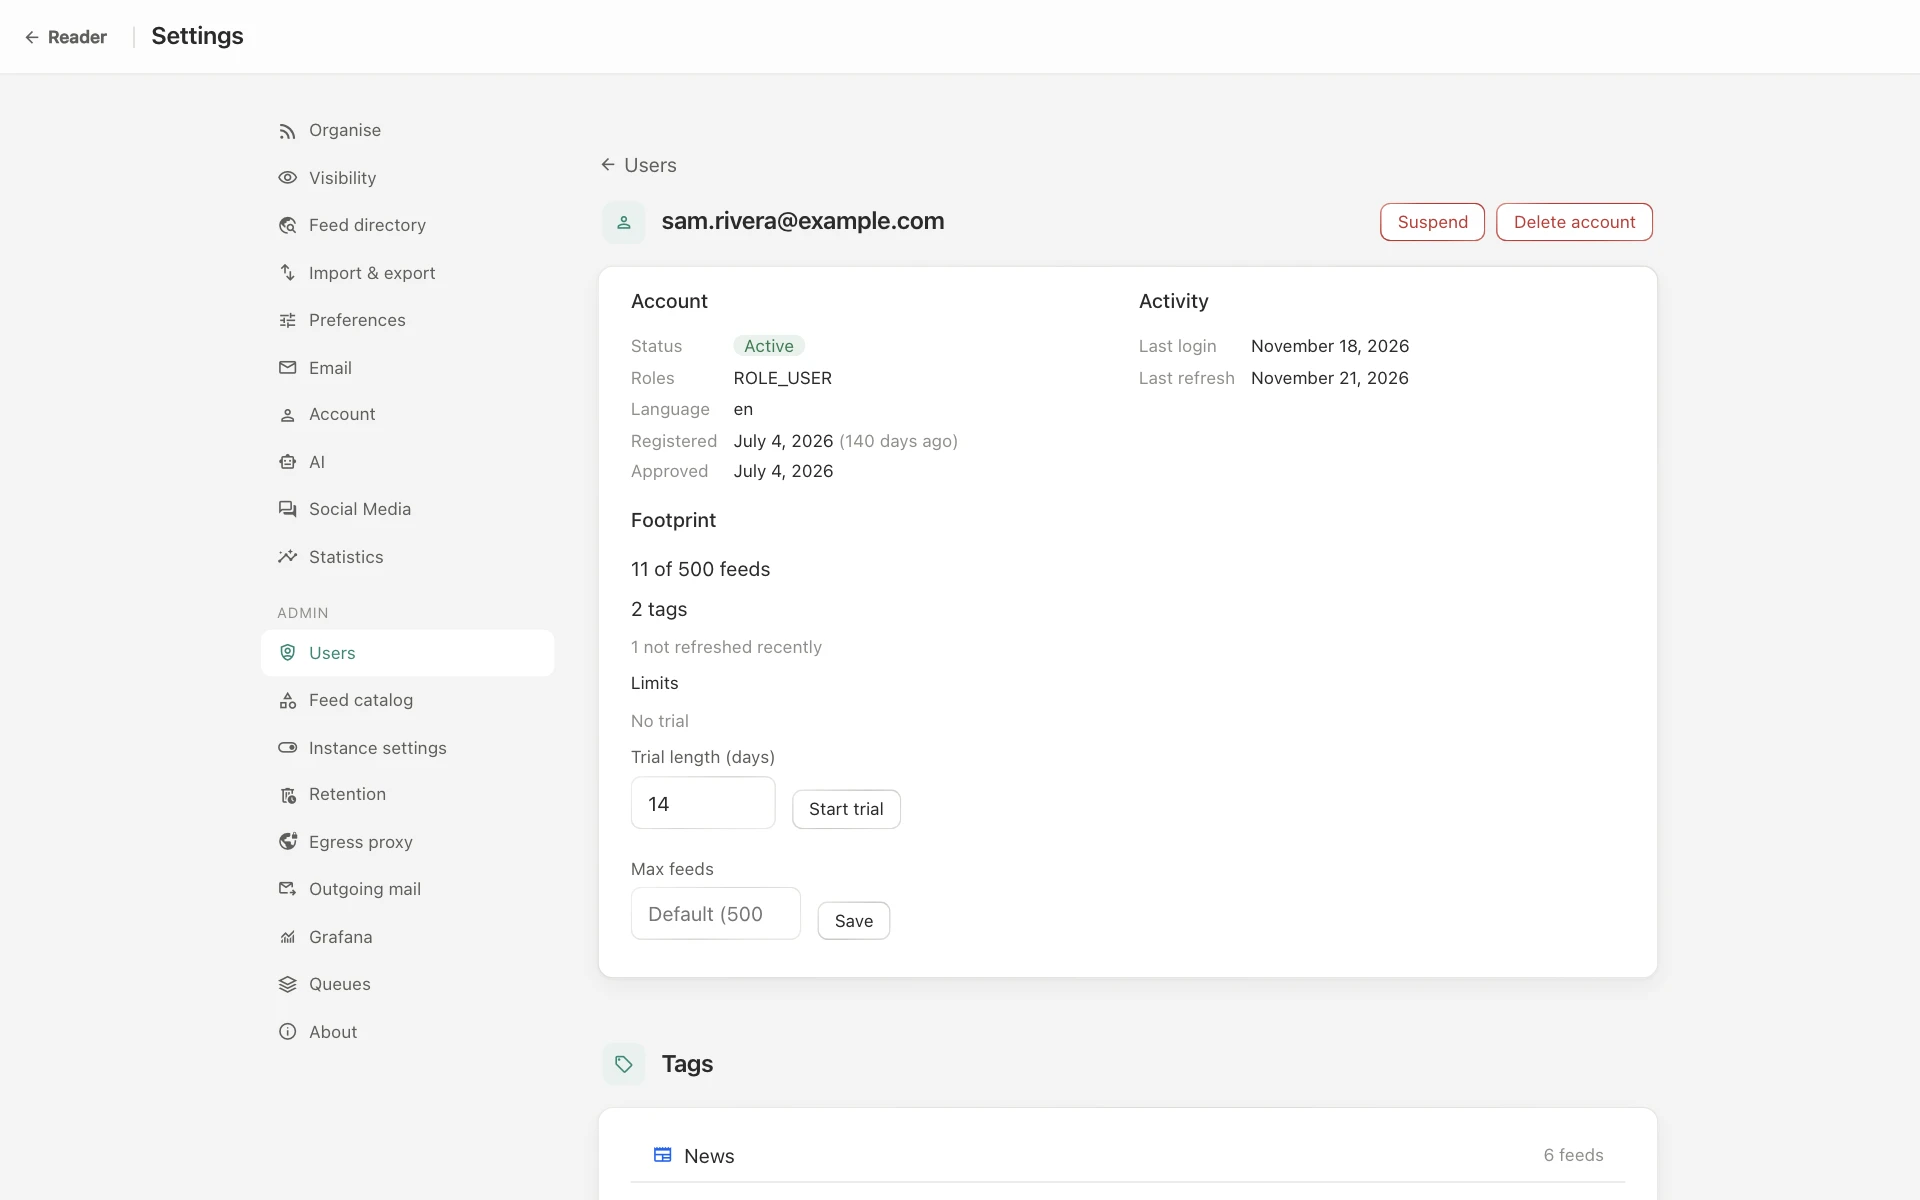 Reader
Settings
Organise
Visibility
Feed directory
Import & export
Preferences
Email
Account
AI
Social Media
Statistics
ADMIN
Users
Feed catalog
Instance settings
Retention
Egress proxy
Outgoing mail
Grafana
Queues
About
Users
sam.rivera@example.com
Suspend
Delete account
Account
Status Active
Roles ROLE_USER
Language en
Registered July 4, 2026 (140 days ago)
Approved July 4, 2026
Activity
Last login November 18, 2026
Last refresh November 21, 2026
Footprint
11 of 500 feeds
2 tags
1 not refreshed recently
Limits
No trial
Trial length (days)
14
Start trial
Max feeds
Default (500
Save
Tags
News
6 feeds